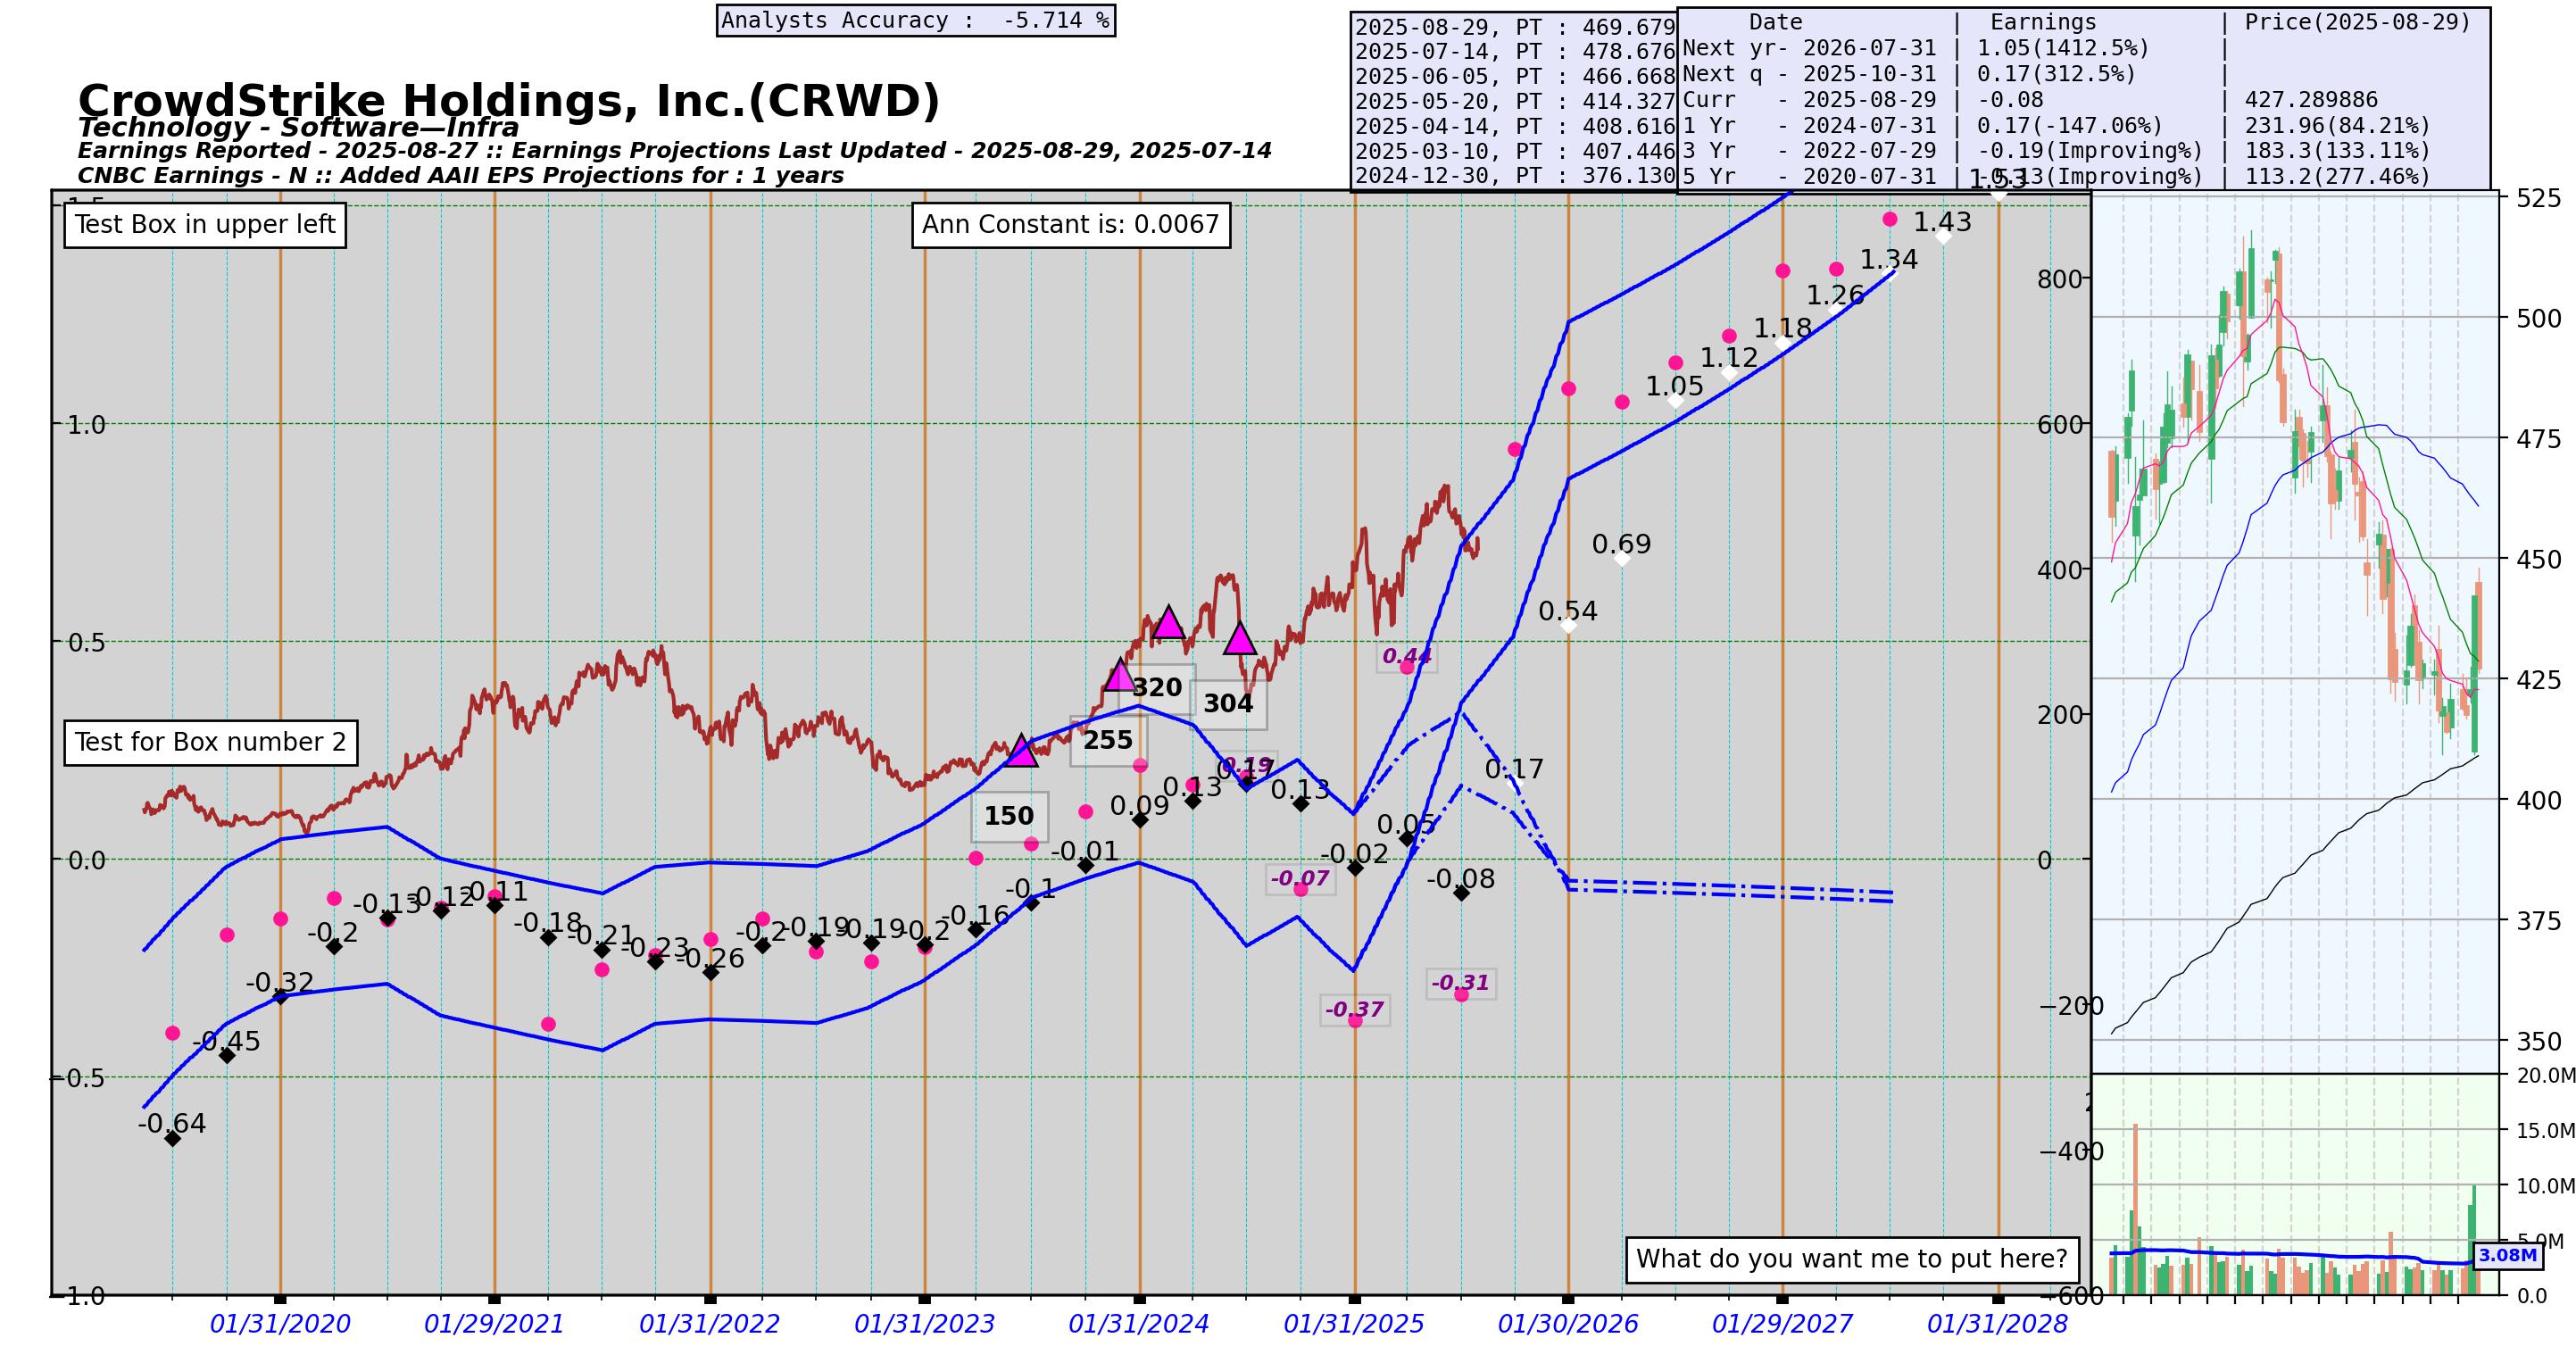 Analysts Accuracy :  -5.714 %
2025-08-29, PT : 469.679
2025-07-14, PT : 478.676
2025-06-05, PT : 466.668
2025-05-20, PT : 414.327
2025-04-14, PT : 408.616
2025-03-10, PT : 407.446
2024-12-30, PT : 376.130
Date | Earnings | Price(2025-08-29)
Next yr- 2026-07-31 | 1.05(1412.5%) |
Next q - 2025-10-31 | 0.17(312.5%) |
Curr - 2025-08-29 | -0.08 | 427.289886
1 Yr - 2024-07-31 | 0.17(-147.06%) | 231.96(84.21%)
3 Yr - 2022-07-29 | -0.19(Improving%) | 183.3(133.11%)
5 Yr - 2020-07-31 | -0.13(Improving%) | 113.2(277.46%)
CrowdStrike Holdings, Inc.(CRWD)
Technology - Software—Infra
Earnings Reported - 2025-08-27 :: Earnings Projections Last Updated - 2025-08-29, 2025-07-14
CNBC Earnings - N :: Added AAII EPS Projections for : 1 years
Test Box in upper left
Ann Constant is: 0.0067
Test for Box number 2
What do you want me to put here?
1.5
1.0
0.5
0.0
−0.5
−1.0
-0.64
-0.45
-0.32
-0.2
-0.13
-0.12
-0.11
-0.18
-0.21
-0.23
-0.26
-0.2
-0.19
-0.19
-0.2
-0.16
-0.1
-0.01
0.09
0.13
0.17
0.13
-0.02
0.05
-0.08
0.17
0.54
0.69
1.05
1.12
1.18
1.26
1.34
1.43
1.53
150
255
320
304
0.19
-0.07
-0.37
0.44
-0.31
800
600
400
200
0
−200
−400
−600
525
500
475
450
425
400
375
350
20.0M
15.0M
10.0M
5.0M
3.08M
0.0
01/31/2020
01/29/2021
01/31/2022
01/31/2023
01/31/2024
01/31/2025
01/30/2026
01/29/2027
01/31/2028